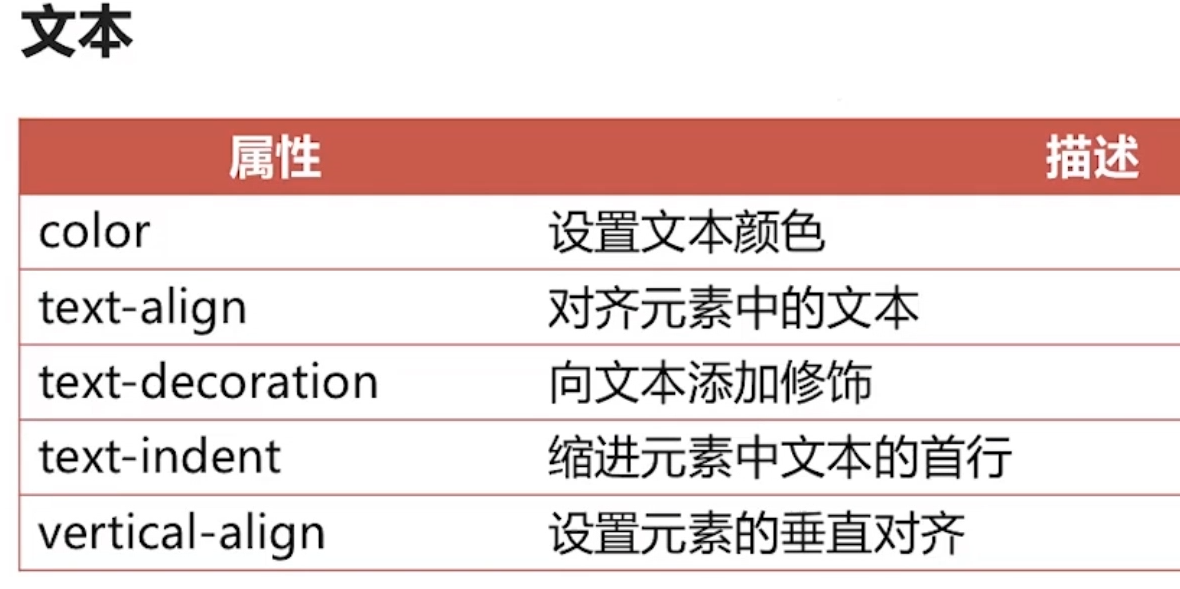 文本
属性 描述
color 设置文本颜色
text-align 对齐元素中的文本
text-decoration 向文本添加修饰
text-indent 缩进元素中文本的首行
vertical-align 设置元素的垂直对齐